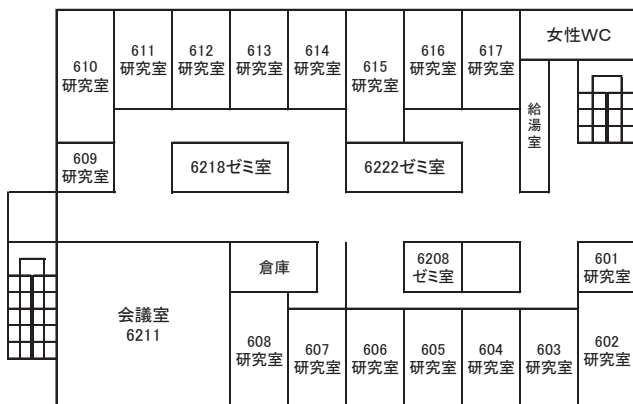 610
研究室
611
研究室
612
研究室
613
研究室
614
研究室
615
研究室
616
研究室
617
研究室
女性WC
給湯室
609
研究室
6218ゼミ室
6222ゼミ室
倉庫
6208
ゼミ室
601
研究室
会議室
6211
608
研究室
607
研究室
606
研究室
605
研究室
604
研究室
603
研究室
602
研究室